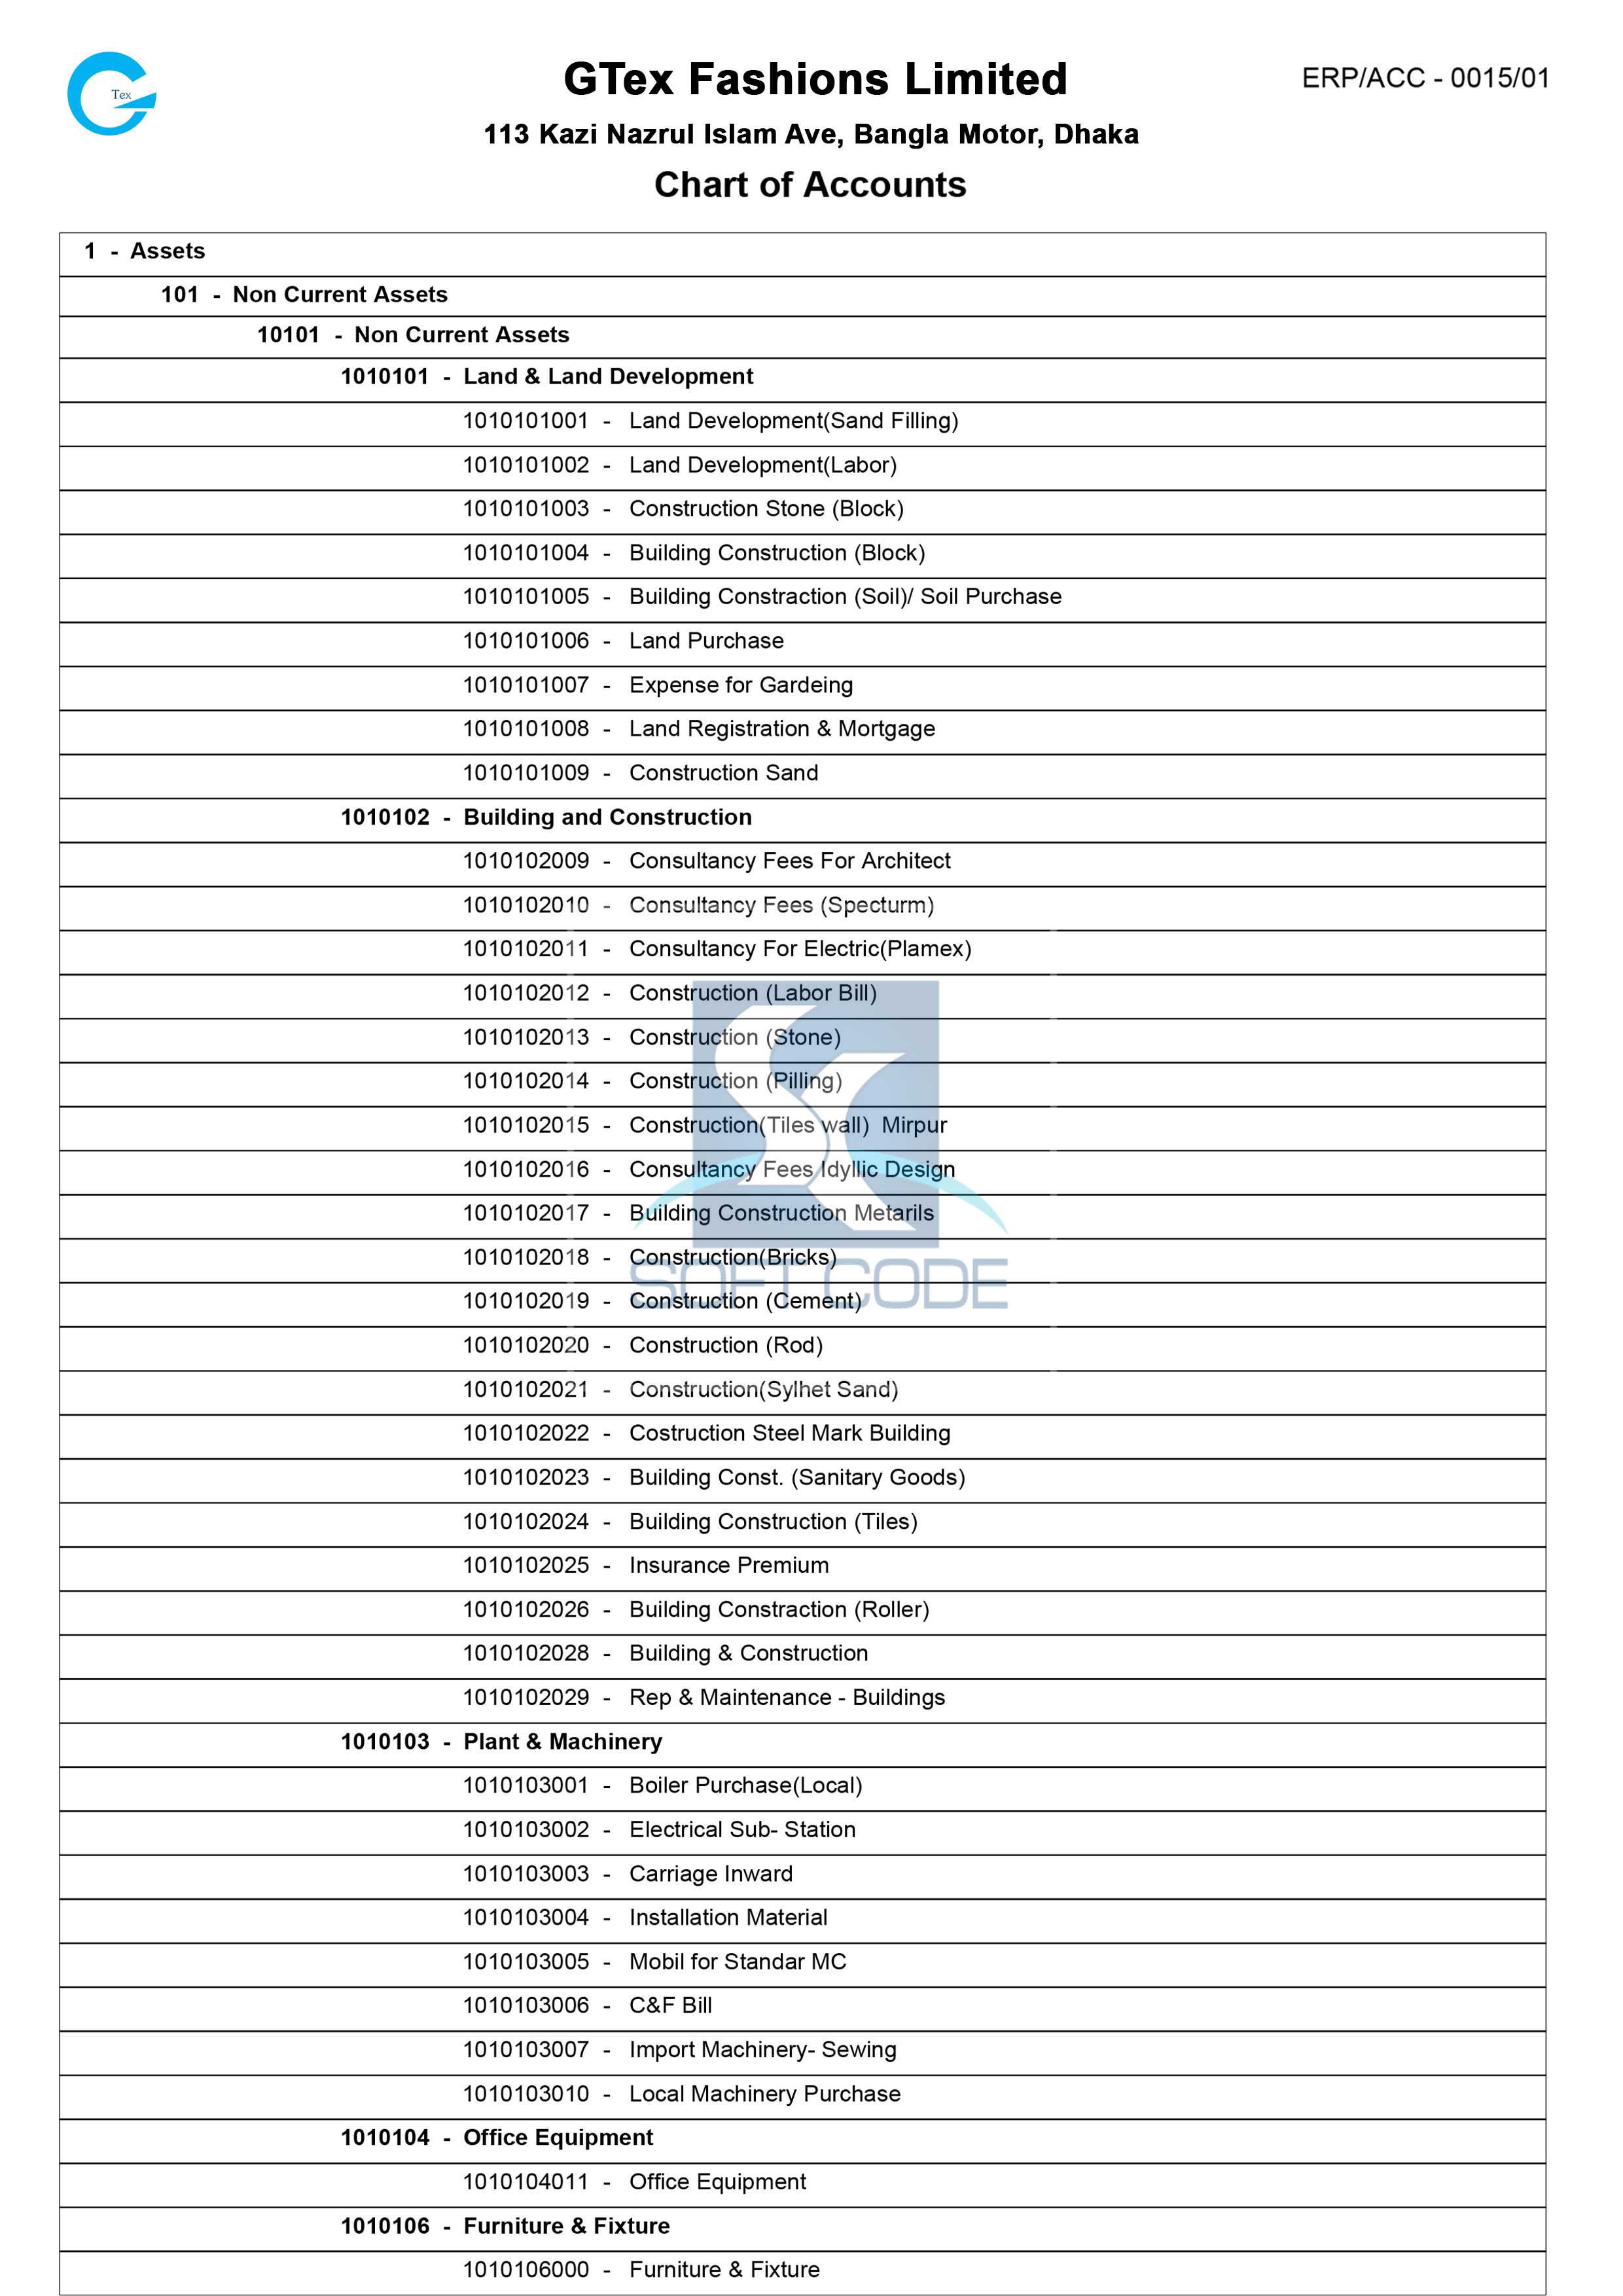 Tex
GTex Fashions Limited
ERP/ACC - 0015/01
113 Kazi Nazrul Islam Ave, Bangla Motor, Dhaka
Chart of Accounts
1 - Assets
101 - Non Current Assets
10101 - Non Current Assets
1010101 - Land & Land Development
1010101001 - Land Development(Sand Filling)
1010101002 - Land Development(Labor)
1010101003 - Construction Stone (Block)
1010101004 - Building Construction (Block)
1010101005 - Building Constraction (Soil)/ Soil Purchase
1010101006 - Land Purchase
1010101007 - Expense for Gardeing
1010101008 - Land Registration & Mortgage
1010101009 - Construction Sand
1010102 - Building and Construction
1010102009 - Consultancy Fees For Architect
1010102010 - Consultancy Fees (Specturm)
1010102011 - Consultancy For Electric(Plamex)
1010102012 - Construction (Labor Bill)
1010102013 - Construction (Stone)
1010102014 - Construction (Pilling)
1010102015 - Construction(Tiles wall) Mirpur
1010102016 - Consultancy Fees Idyllic Design
1010102017 - Building Construction Metarils
1010102018 - Construction(Bricks)
SOFT CODE
1010102019 - Construction (Cement)
1010102020 - Construction (Rod)
1010102021 - Construction(Sylhet Sand)
1010102022 - Costruction Steel Mark Building
1010102023 - Building Const. (Sanitary Goods)
1010102024 - Building Construction (Tiles)
1010102025 - Insurance Premium
1010102026 - Building Constraction (Roller)
1010102028 - Building & Construction
1010102029 - Rep & Maintenance - Buildings
1010103 - Plant & Machinery
1010103001 - Boiler Purchase(Local)
1010103002 - Electrical Sub- Station
1010103003 - Carriage Inward
1010103004 - Installation Material
1010103005 - Mobil for Standar MC
1010103006 - C&F Bill
1010103007 - Import Machinery- Sewing
1010103010 - Local Machinery Purchase
1010104 - Office Equipment
1010104011 - Office Equipment
1010106 - Furniture & Fixture
1010106000 - Furniture & Fixture